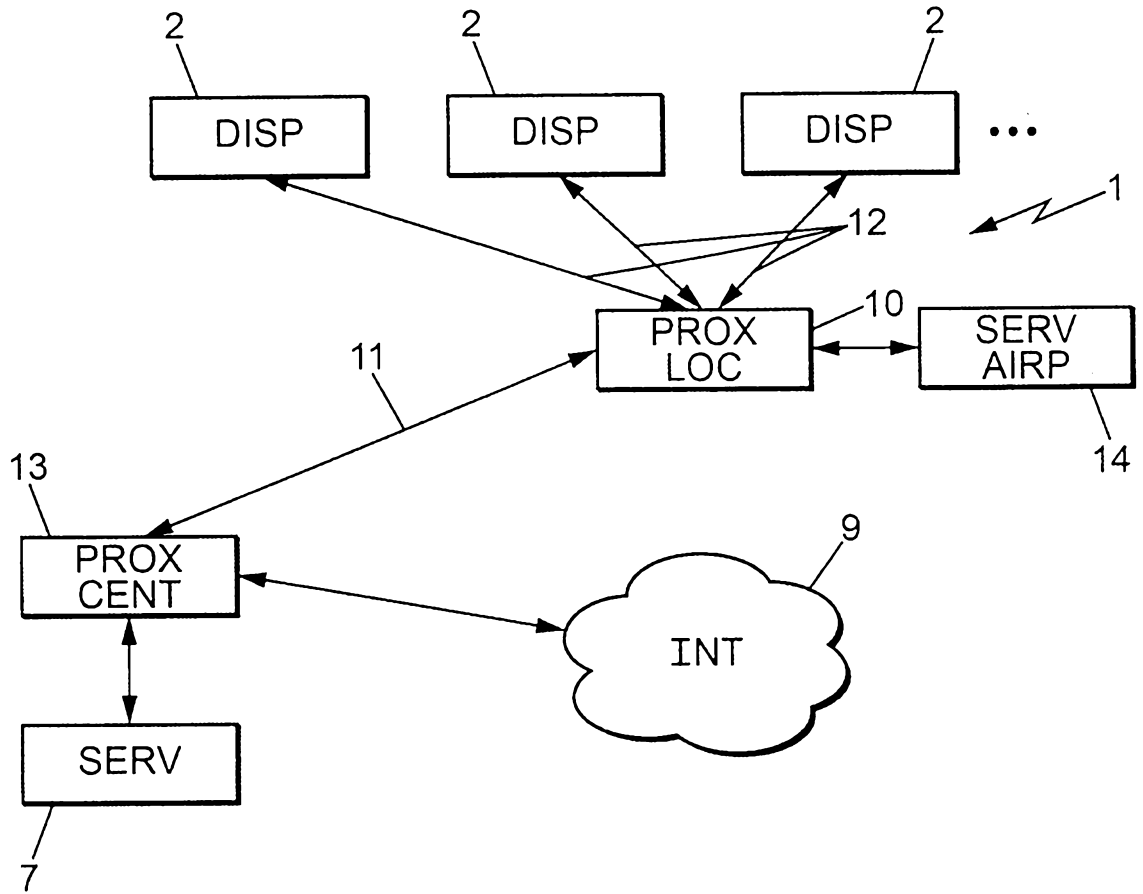 2 2 2
DISP DISP DISP •••
1
12
10
PROX
LOC
SERV
AIRP
11
14
13
9
PROX
CENT
INT
SERV
7